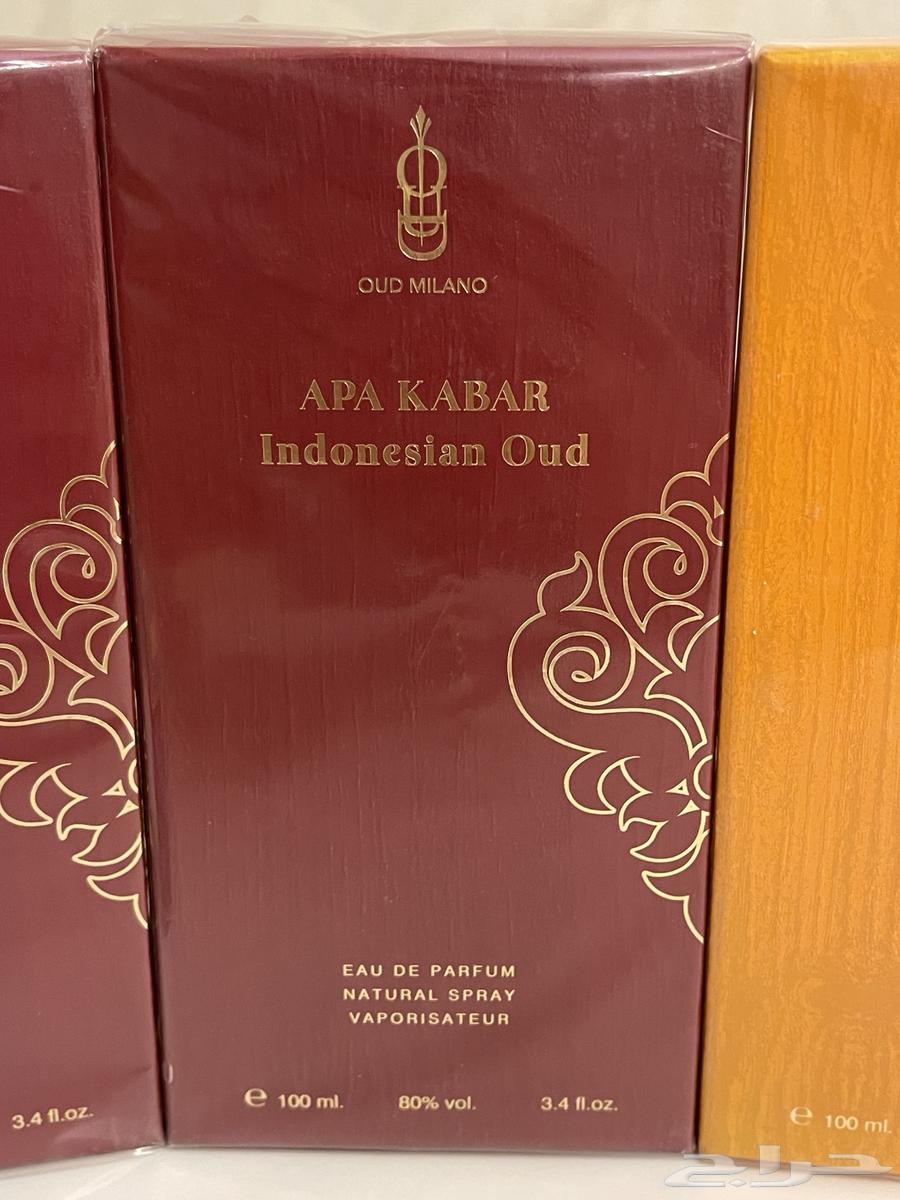 OUD
OUD MILANO
APA KABAR
Indonesian Oud
EAU DE PARFUM
NATURAL SPRAY
VAPORISATEUR
e 100 ml. 80% vol. 3.4 fl.oz.
3.4 fl.oz.
e 100 ml.
حراج